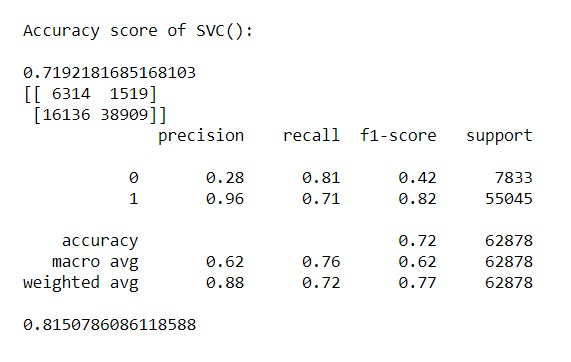 Accuracy score of SVC():
0.7192181685168103
[[ 6314 1519]
[16136 38909]]
precision recall f1-score support
0 0.28 0.81 0.42 7833
1 0.96 0.71 0.82 55045
accuracy 0.72 62878
macro avg 0.62 0.76 0.62 62878
weighted avg 0.88 0.72 0.77 62878
0.8150786086118588